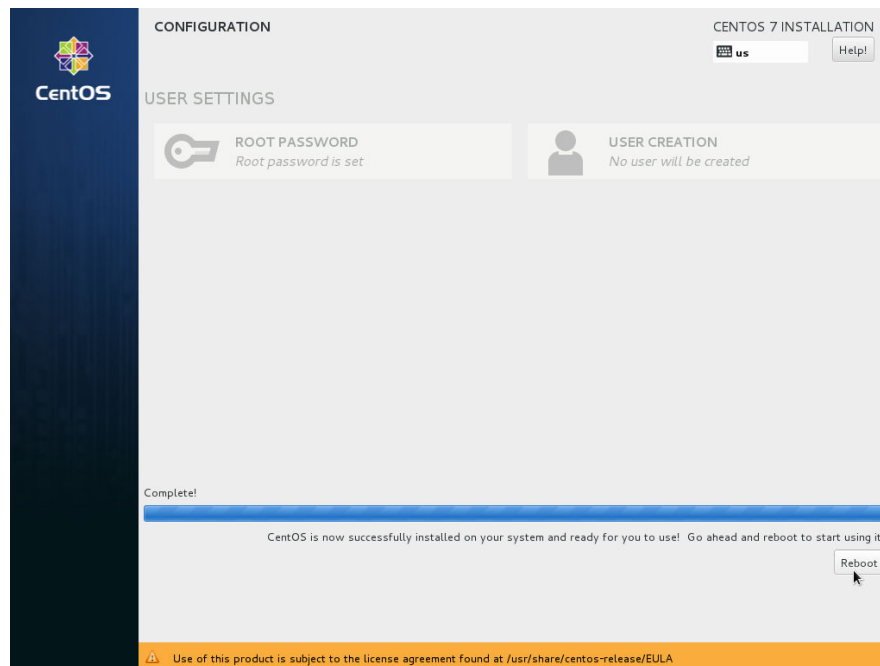 CONFIGURATION
CENTOS 7 INSTALLATION
us
Help!
CentOS
USER SETTINGS
ROOT PASSWORD
Root password is set
USER CREATION
No user will be created
Complete!
CentOS is now successfully installed on your system and ready for you to use! Go ahead and reboot to start using it
Reboot
Use of this product is subject to the license agreement found at /usr/share/centos-release/EULA